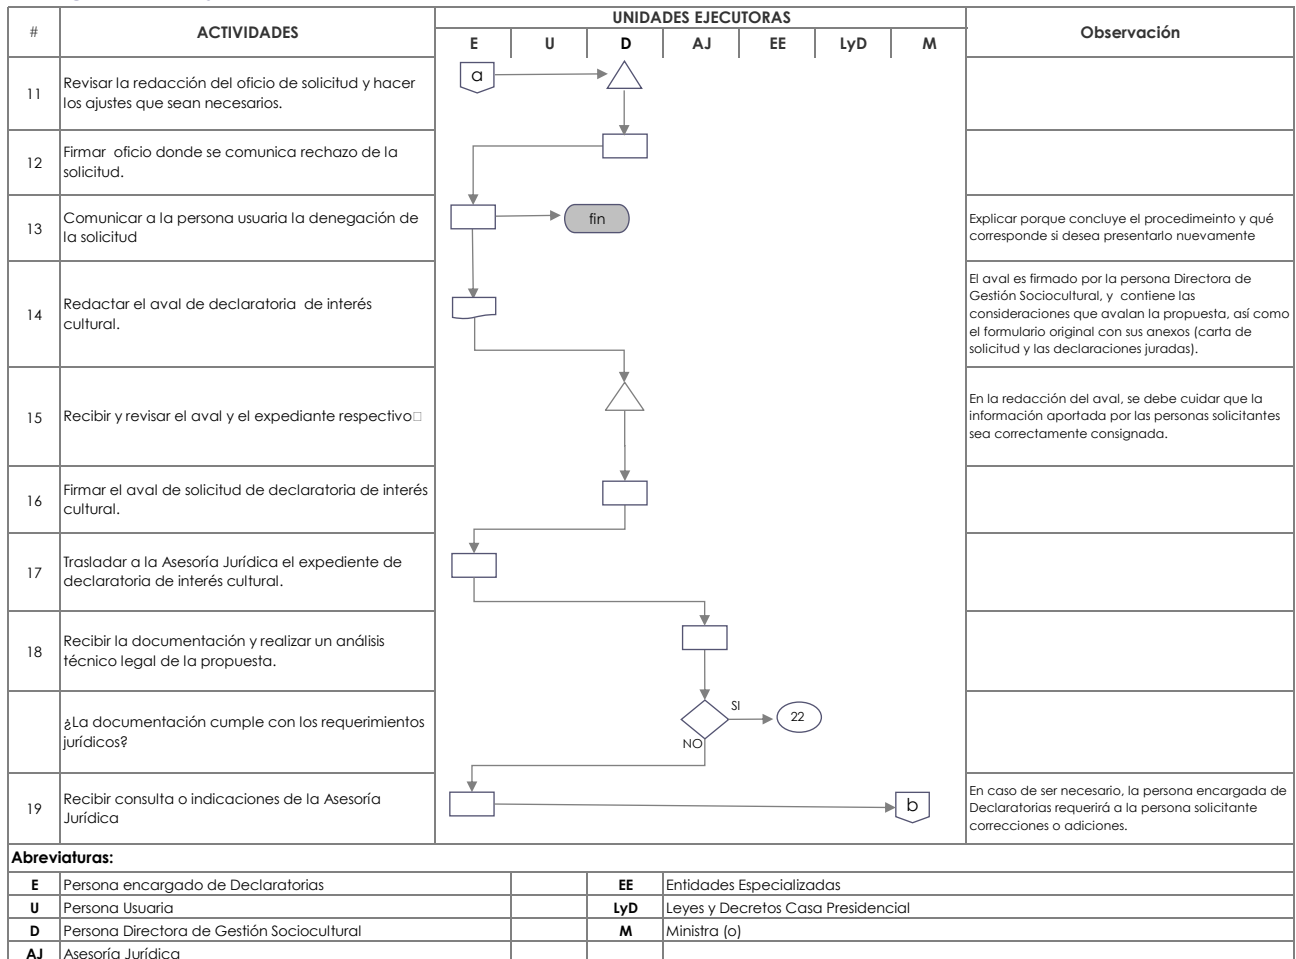 UNIDADES EJECUTORAS
# ACTIVIDADES Observación
E U D AJ EE LyD M
a
11 Revisar la redacción del oficio de solicitud y hacer
los ajustes que sean necesarios.
12 Firmar oficio donde se comunica rechazo de la
solicitud.
13 Comunicar a la persona usuaria la denegación de
la solicitud
fin
Explicar porque concluye el procedimeinto y qué
corresponde si desea presentarlo nuevamente
14 Redactar el aval de declaratoria de interés
cultural.
El aval es firmado por la persona Directora de
Gestión Sociocultural, y contiene las
consideraciones que avalan la propuesta, así como
el formulario original con sus anexos (carta de
solicitud y las declaraciones juradas).
15 Recibir y revisar el aval y el expediante respectivo
En la redacción del aval, se debe cuidar que la
información aportada por las personas solicitantes
sea correctamente consignada.
16 Firmar el aval de solicitud de declaratoria de interés
cultural.
17 Trasladar a la Asesoría Jurídica el expediente de
declaratoria de interés cultural.
18 Recibir la documentación y realizar un análisis
técnico legal de la propuesta.
¿La documentación cumple con los requerimientos
jurídicos?
SI
22
NO
19 Recibir consulta o indicaciones de la Asesoría
Jurídica
b
En caso de ser necesario, la persona encargada de
Declaratorias requerirá a la persona solicitante
correcciones o adiciones.
Abreviaturas:
E Persona encargado de Declaratorias EE Entidades Especializadas
U Persona Usuaria LyD Leyes y Decretos Casa Presidencial
D Persona Directora de Gestión Sociocultural M Ministra (o)
AJ Asesoría Jurídica